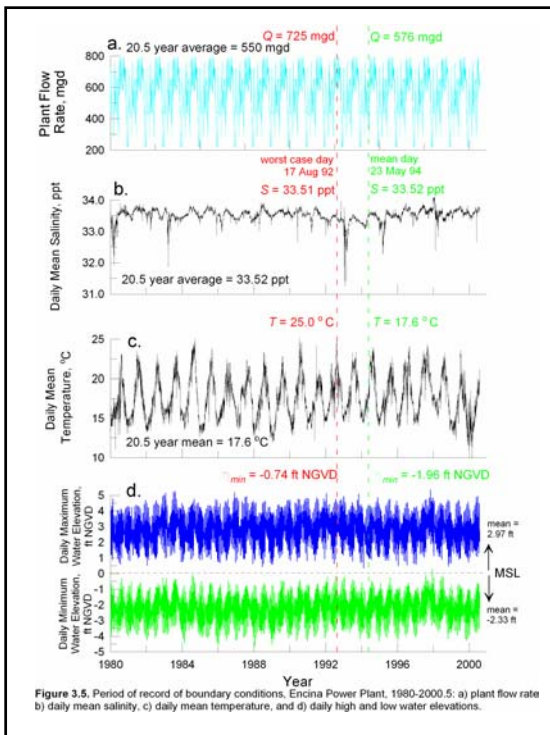 Q = 725 mgd
Q = 576 mgd
a. 20.5 year average = 550 mgd
Plant Flow
Rate, mgd
800
600
400
200
worst case day
17 Aug 92
mean day
23 May 94
S = 33.51 ppt
S = 33.52 ppt
b.
Daily Mean Salinity, ppt
34.0
33.0
32.0
31.0
20.5 year average = 33.52 ppt
T = 25.0 °C
T = 17.6 °C
c.
Daily Mean
Temperature, °C
25
20
15
10
20.5 year mean = 17.6 °C
min = -0.74 ft NGVD
min = -1.96 ft NGVD
d.
Daily Maximum
Water Elevation,
ft NGVD
5
4
3
2
1
0
mean =
2.97 ft
MSL
Daily Minimum
Water Elevation,
ft NGVD
-1
-2
-3
-4
-5
mean =
-2.33 ft
1980 1984 1988 1992 1996 2000
Year
Figure 3.5. Period of record of boundary conditions, Encina Power Plant, 1980-2000.5: a) plant flow rate
b) daily mean salinity, c) daily mean temperature, and d) daily high and low water elevations.